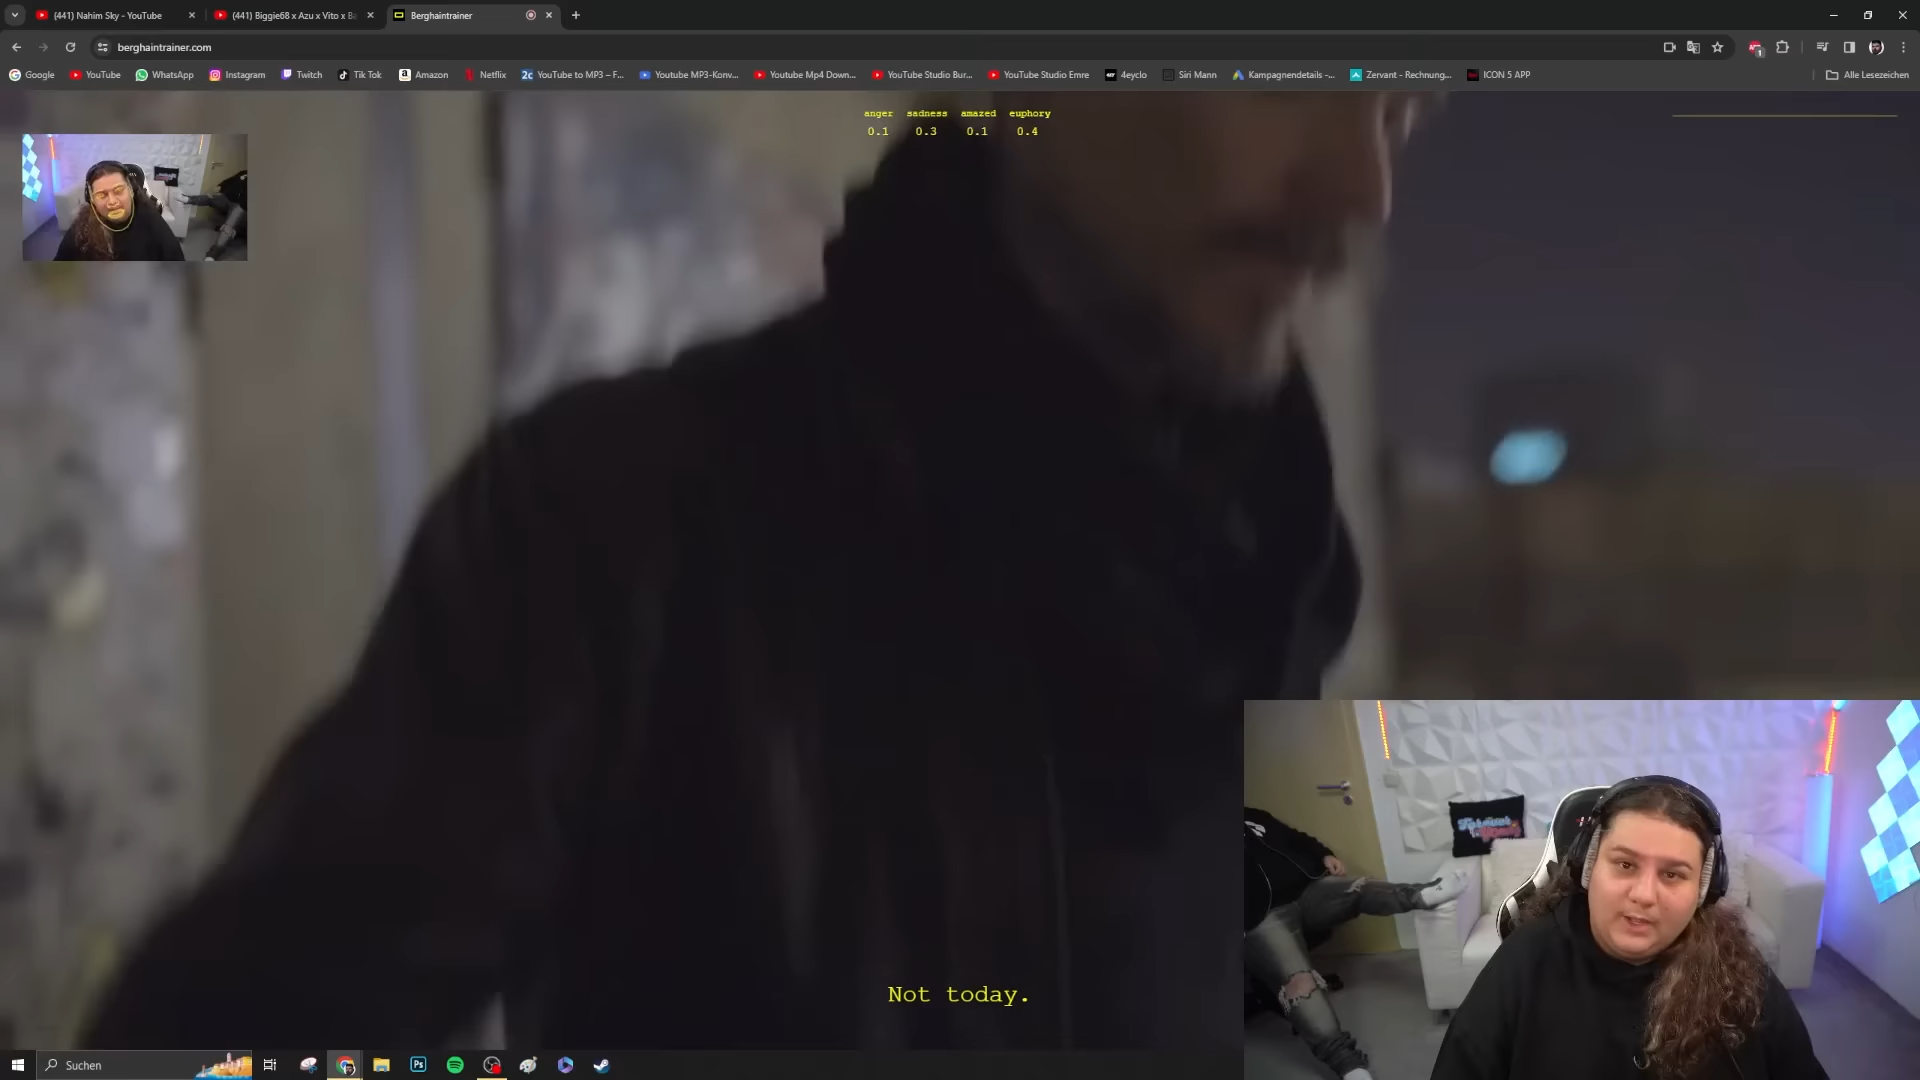 (441) Nahim Sky - YouTube
(441) Biggie68 x Azu x Vito x Ba
Berghaintrainer
berghaintrainer.com
Google
YouTube
WhatsApp
Instagram
Twitch
Tik Tok
Amazon
Netflix
YouTube to MP3 – F...
Youtube MP3-Konv...
Youtube Mp4 Down...
YouTube Studio Bur...
YouTube Studio Emre
4eyclo
Siri Mann
Kampagnendetails -...
Zervant - Rechnung...
ICON 5 APP
Alle Lesezeichen
anger sadness amazed euphory
0.1 0.3 0.1 0.4
Not today.
Suchen